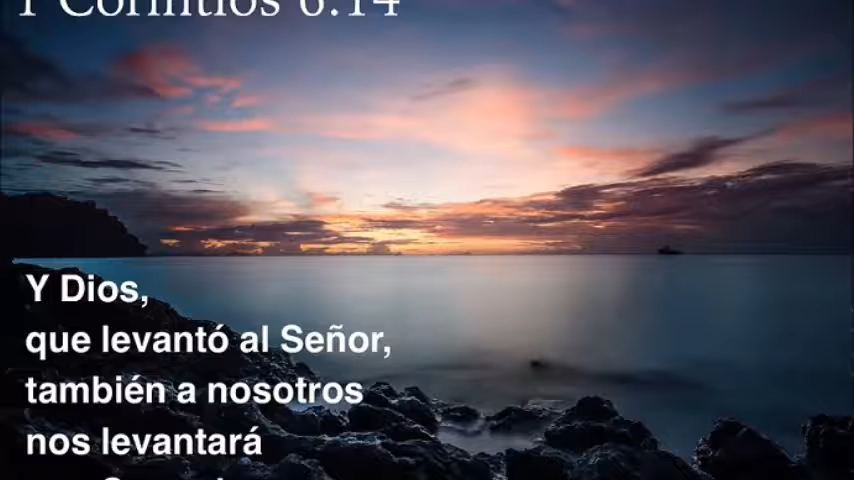 1 Corintios 6:14
Y Dios,
que levantó al Señor,
también a nosotros
nos levantará